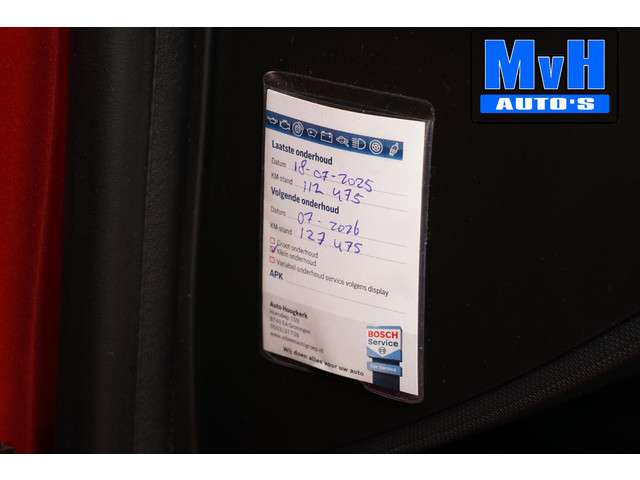 MvH
AUTO'S
Laatste onderhoud
Datum 18-07-2025
KM-stand 112 475
Volgende onderhoud
Datum 07-2026
KM-stand 127 475
Groot onderhoud
Klein onderhoud
Variabel onderhoud service volgens display
APK
Auto Hoogkerk
BOSCH
Service
Wij doen alles voor uw auto